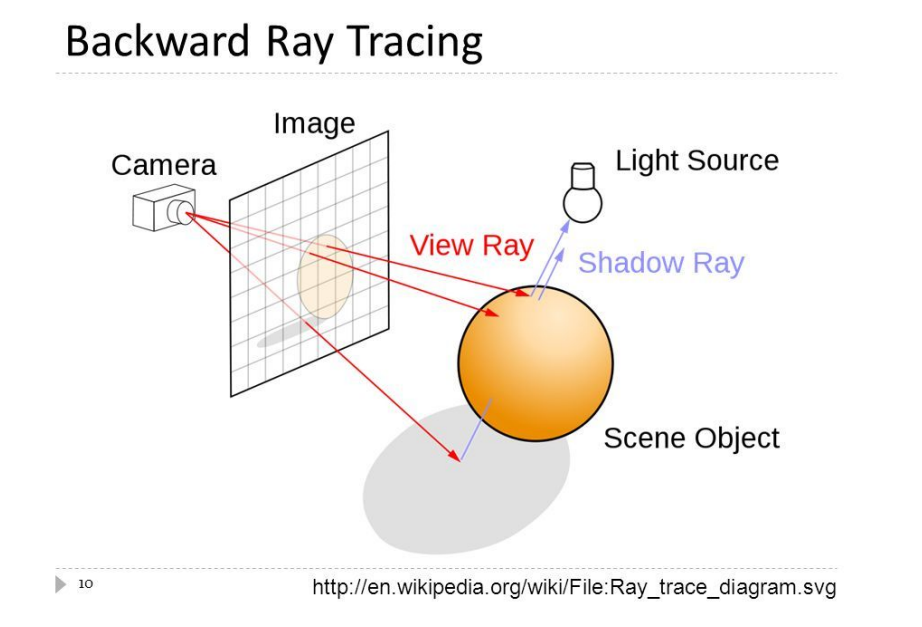 Backward Ray Tracing
Image
Camera
Light Source
View Ray
Shadow Ray
Scene Object
10
http://en.wikipedia.org/wiki/File:Ray_trace_diagram.svg